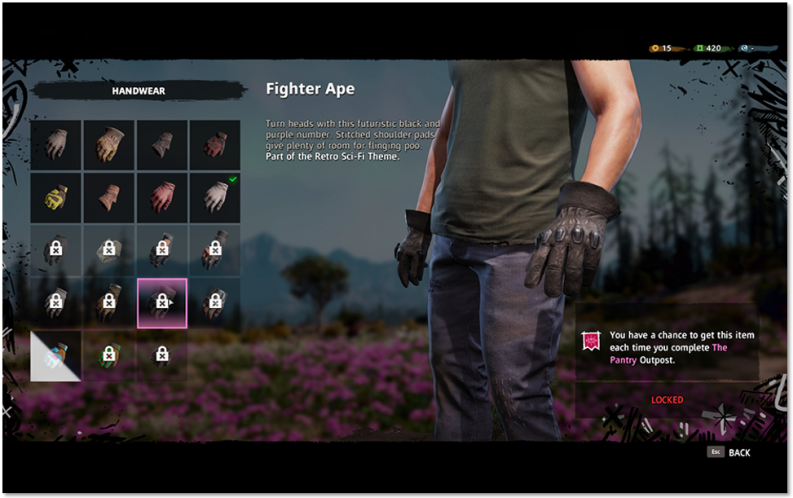 15
420
-
HANDWEAR
Fighter Ape
Turn heads with this futuristic black and
purple number. Stitched shoulder pads
give plenty of room for flinging poo.
Part of the Retro Sci-Fi Theme.
You have a chance to get this item
each time you complete The
Pantry Outpost.
LOCKED
Esc BACK